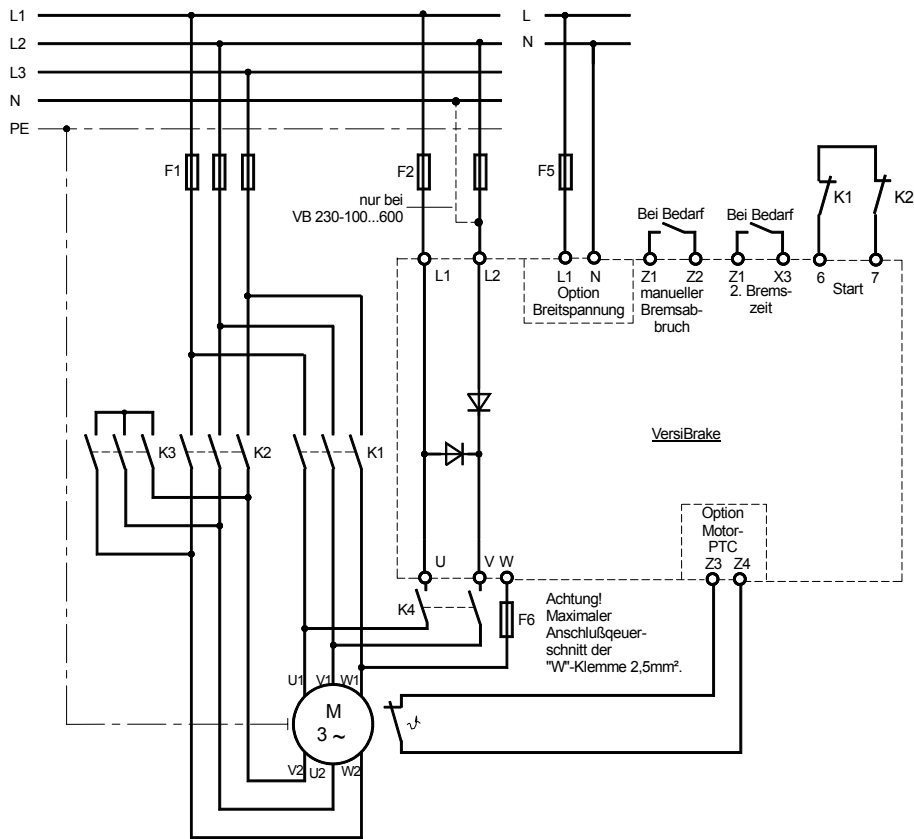 L1
L2
L3
N
PE
L
N
F1
F2
F5
nur bei
VB 230-100...600
Bei Bedarf
Bei Bedarf
K1
K2
L1
L2
L1
N
Z1
Z2
Z1
X3
6
7
Option
Breitspannung
manueller
Bremsab-
bruch
2. Brems-
zeit
Start
K3
K2
K1
VersiBrake
Option
Motor-
PTC
Z3
Z4
U
V
W
K4
F6
Achtung!
Maximaler
Anschlußqeuer-
schnitt der
"W"-Klemme 2,5mm².
U1
V1
W1
M
3 ~
V2
U2
W2